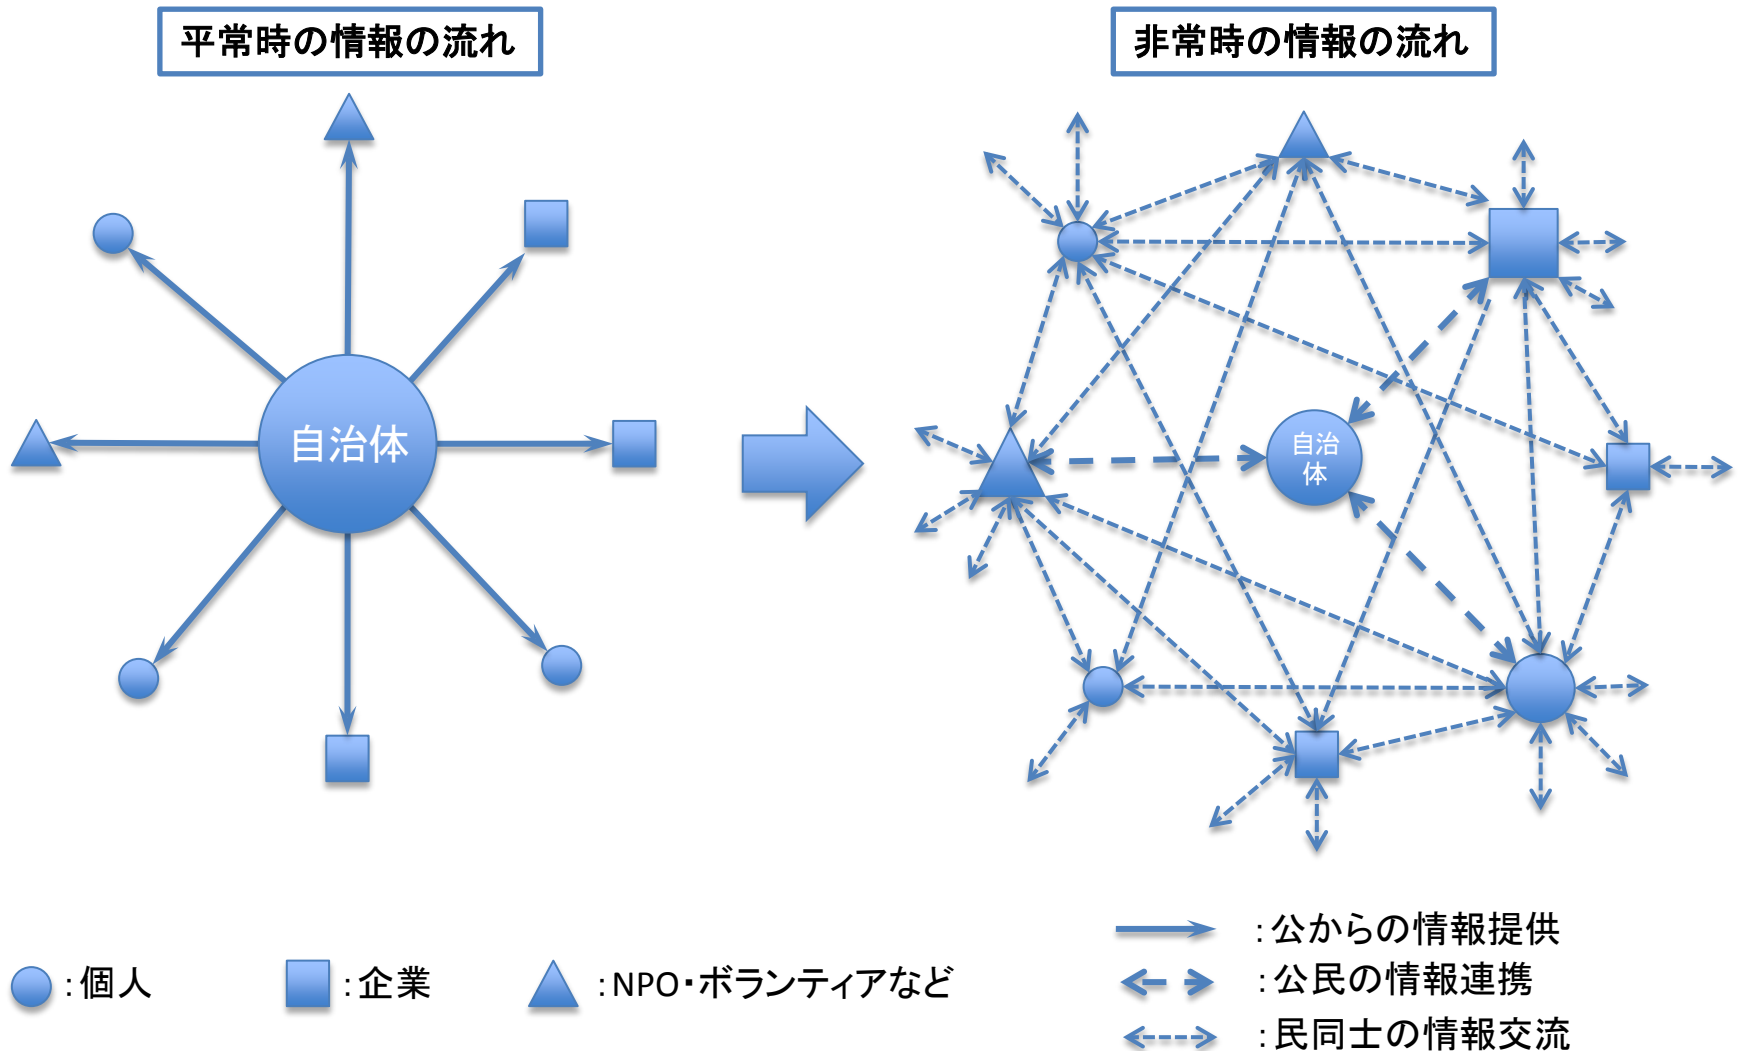 平常時の情報の流れ
非常時の情報の流れ
自治体
自治
体
:個人
:企業
:NPO・ボランティアなど
:公からの情報提供
:公民の情報連携
:民同士の情報交流